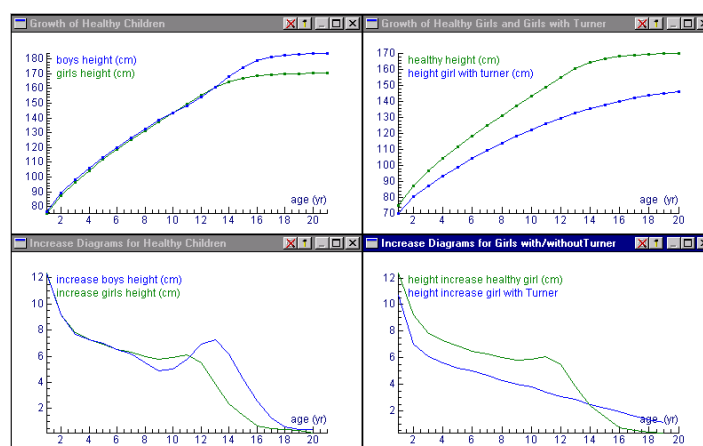 Growth of Healthy Children
boys height (cm)
girls height (cm)
180
170
160
150
140
130
120
110
100
90
80
age (yr)
2 4 6 8 10 12 14 16 18 20
Growth of Healthy Girls and Girls with Turner
healthy height (cm)
height girl with turner (cm)
170
160
150
140
130
120
110
100
90
80
70
age (yr)
2 4 6 8 10 12 14 16 18 20
Increase Diagrams for Healthy Children
increase boys height (cm)
increase girls height (cm)
12
10
8
6
4
2
age (yr)
2 4 6 8 10 12 14 16 18 20
Increase Diagrams for Girls with/withoutTurner
height increase healthy girl (cm)
height increase girl with Turner
12
10
8
6
4
2
age (yr)
2 4 6 8 10 12 14 16 18 20